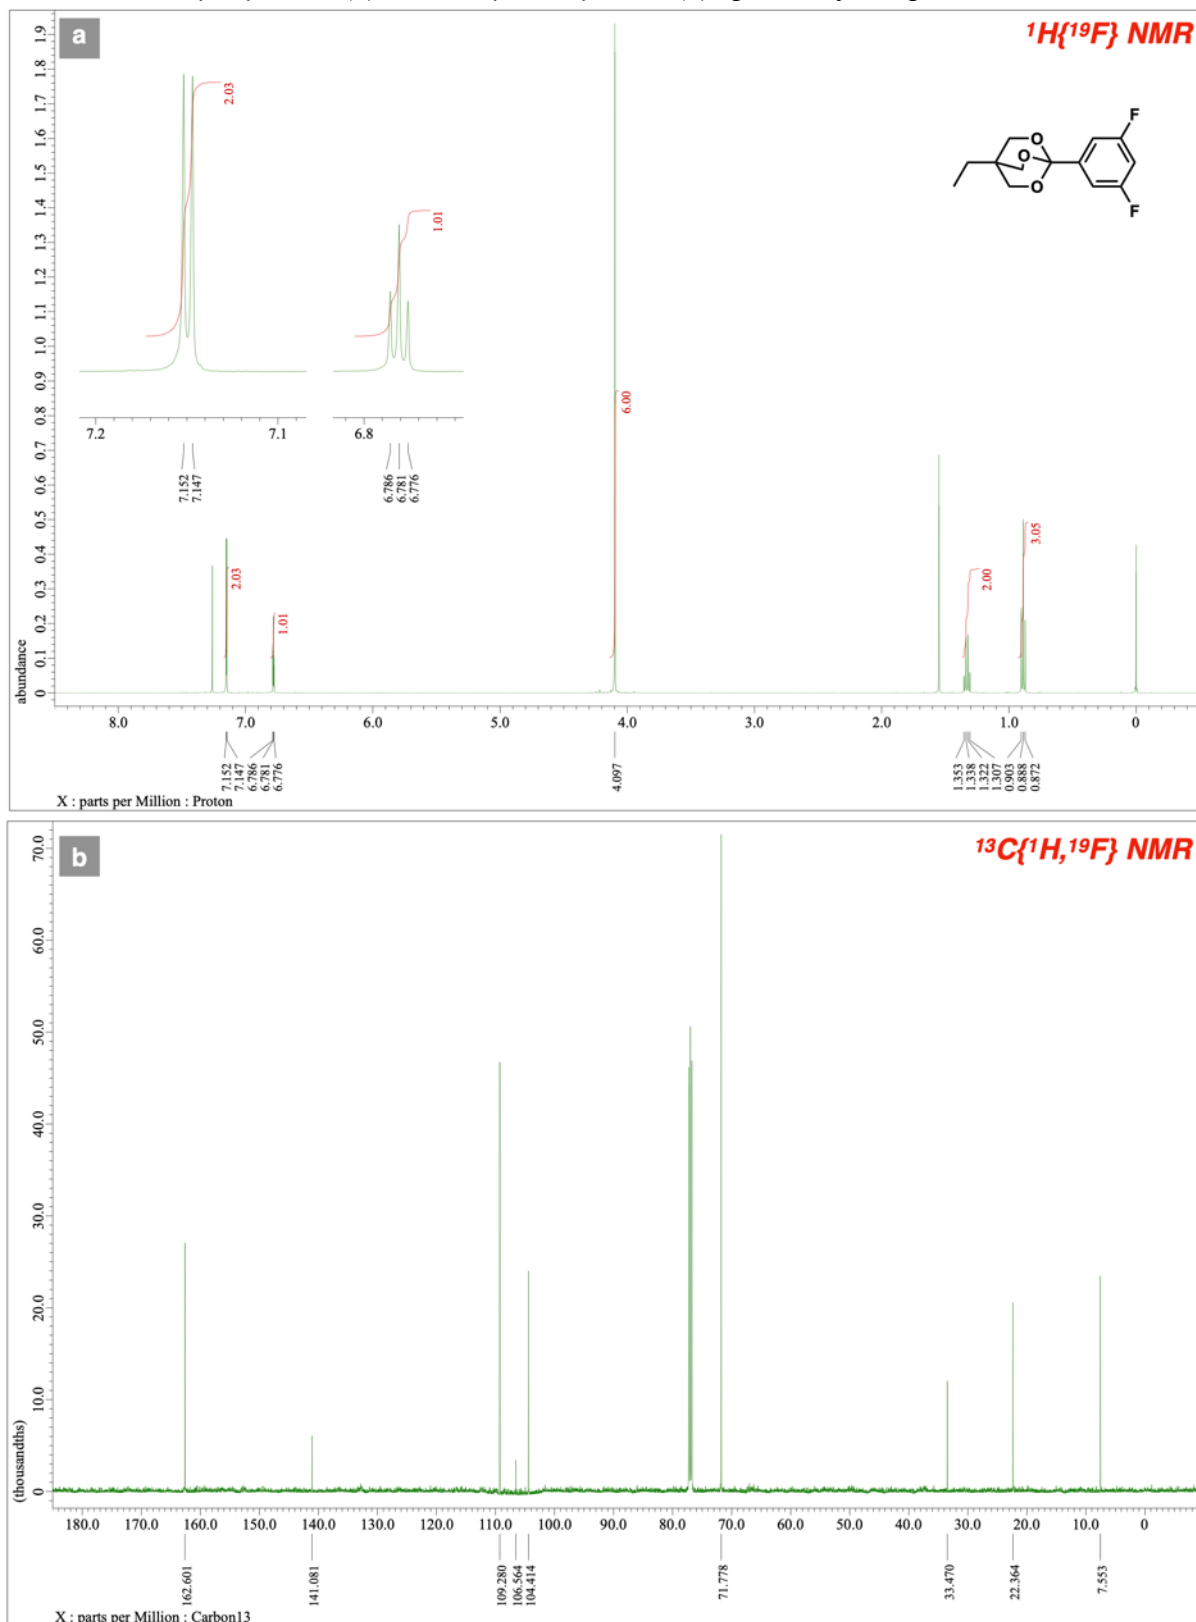 a
¹H{¹⁹F} NMR
abundance
0 0.1 0.2 0.3 0.4 0.5 0.6 0.7 0.8 0.9 1.0 1.1 1.2 1.3 1.4 1.5 1.6 1.7 1.8 1.9
2.03
1.01
7.2 7.1
6.8
7.152 7.147
6.786 6.781 6.776
O
O
O
F
F
2.03
1.01
6.00
2.00
3.05
8.0 7.0 6.0 5.0 4.0 3.0 2.0 1.0 0
7.152 7.147 6.786 6.781 6.776 4.097 1.353 1.338 1.322 1.307 0.903 0.888 0.872
X : parts per Million : Proton
b
¹³C{¹H,¹⁹F} NMR
(thousandths)
0 10.0 20.0 30.0 40.0 50.0 60.0 70.0
180.0 170.0 160.0 150.0 140.0 130.0 120.0 110.0 100.0 90.0 80.0 70.0 60.0 50.0 40.0 30.0 20.0 10.0 0
162.601 141.081 109.280 106.564 104.414 71.778 33.470 22.364 7.553
X : parts per Million : Carbon13